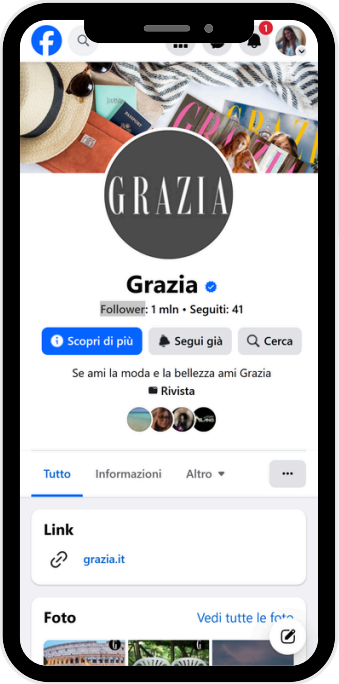 1
PASSPORT
GRAZIA
GRAZIA
Grazia
Follower: 1 mln • Seguiti: 41
Scopri di più
Segui già
Cerca
Se ami la moda e la bellezza ami Grazia
Rivista
Tutto
Informazioni
Altro
Link
grazia.it
Foto
Vedi tutte le foto
G
G